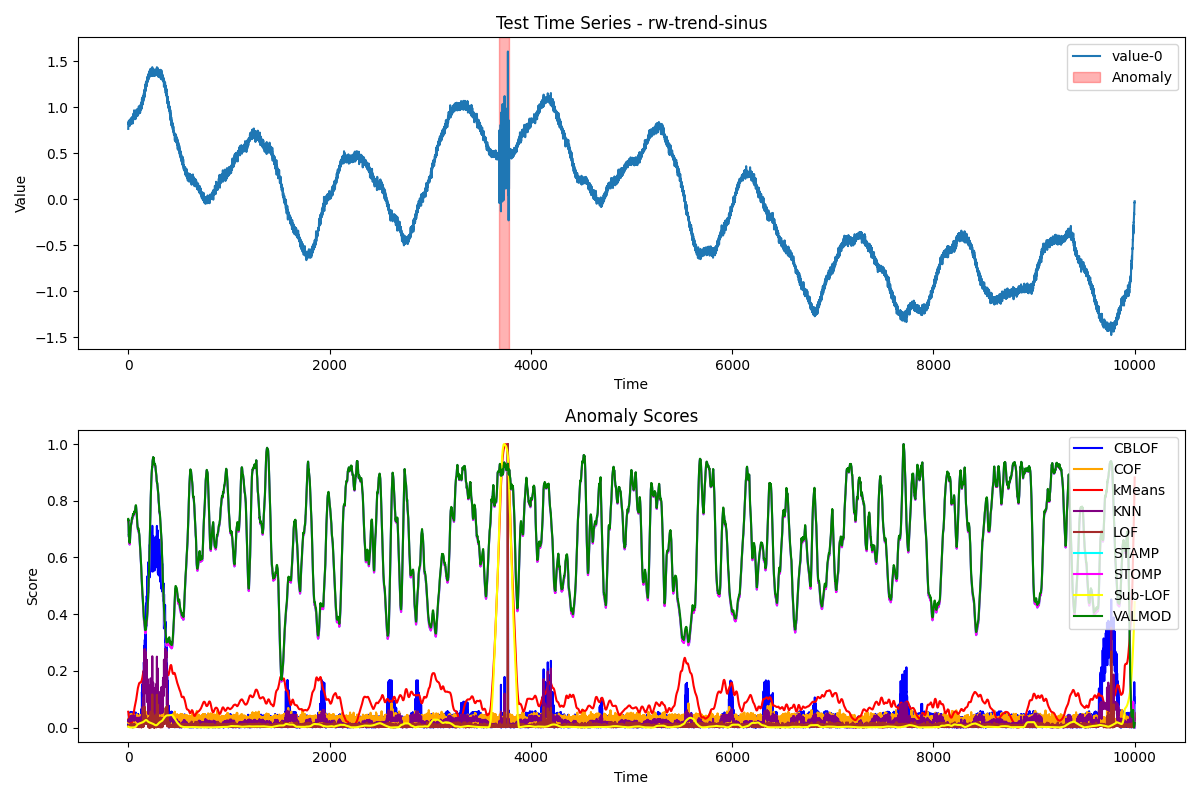 Test Time Series - rw-trend-sinus
Value
1.5
1.0
0.5
0.0
−0.5
−1.0
−1.5
value-0
Anomaly
0 2000 4000 6000 8000 10000
Time
Anomaly Scores
Score
1.0
0.8
0.6
0.4
0.2
0.0
CBLOF
COF
kMeans
KNN
LOF
STAMP
STOMP
Sub-LOF
VALMOD
0 2000 4000 6000 8000 10000
Time